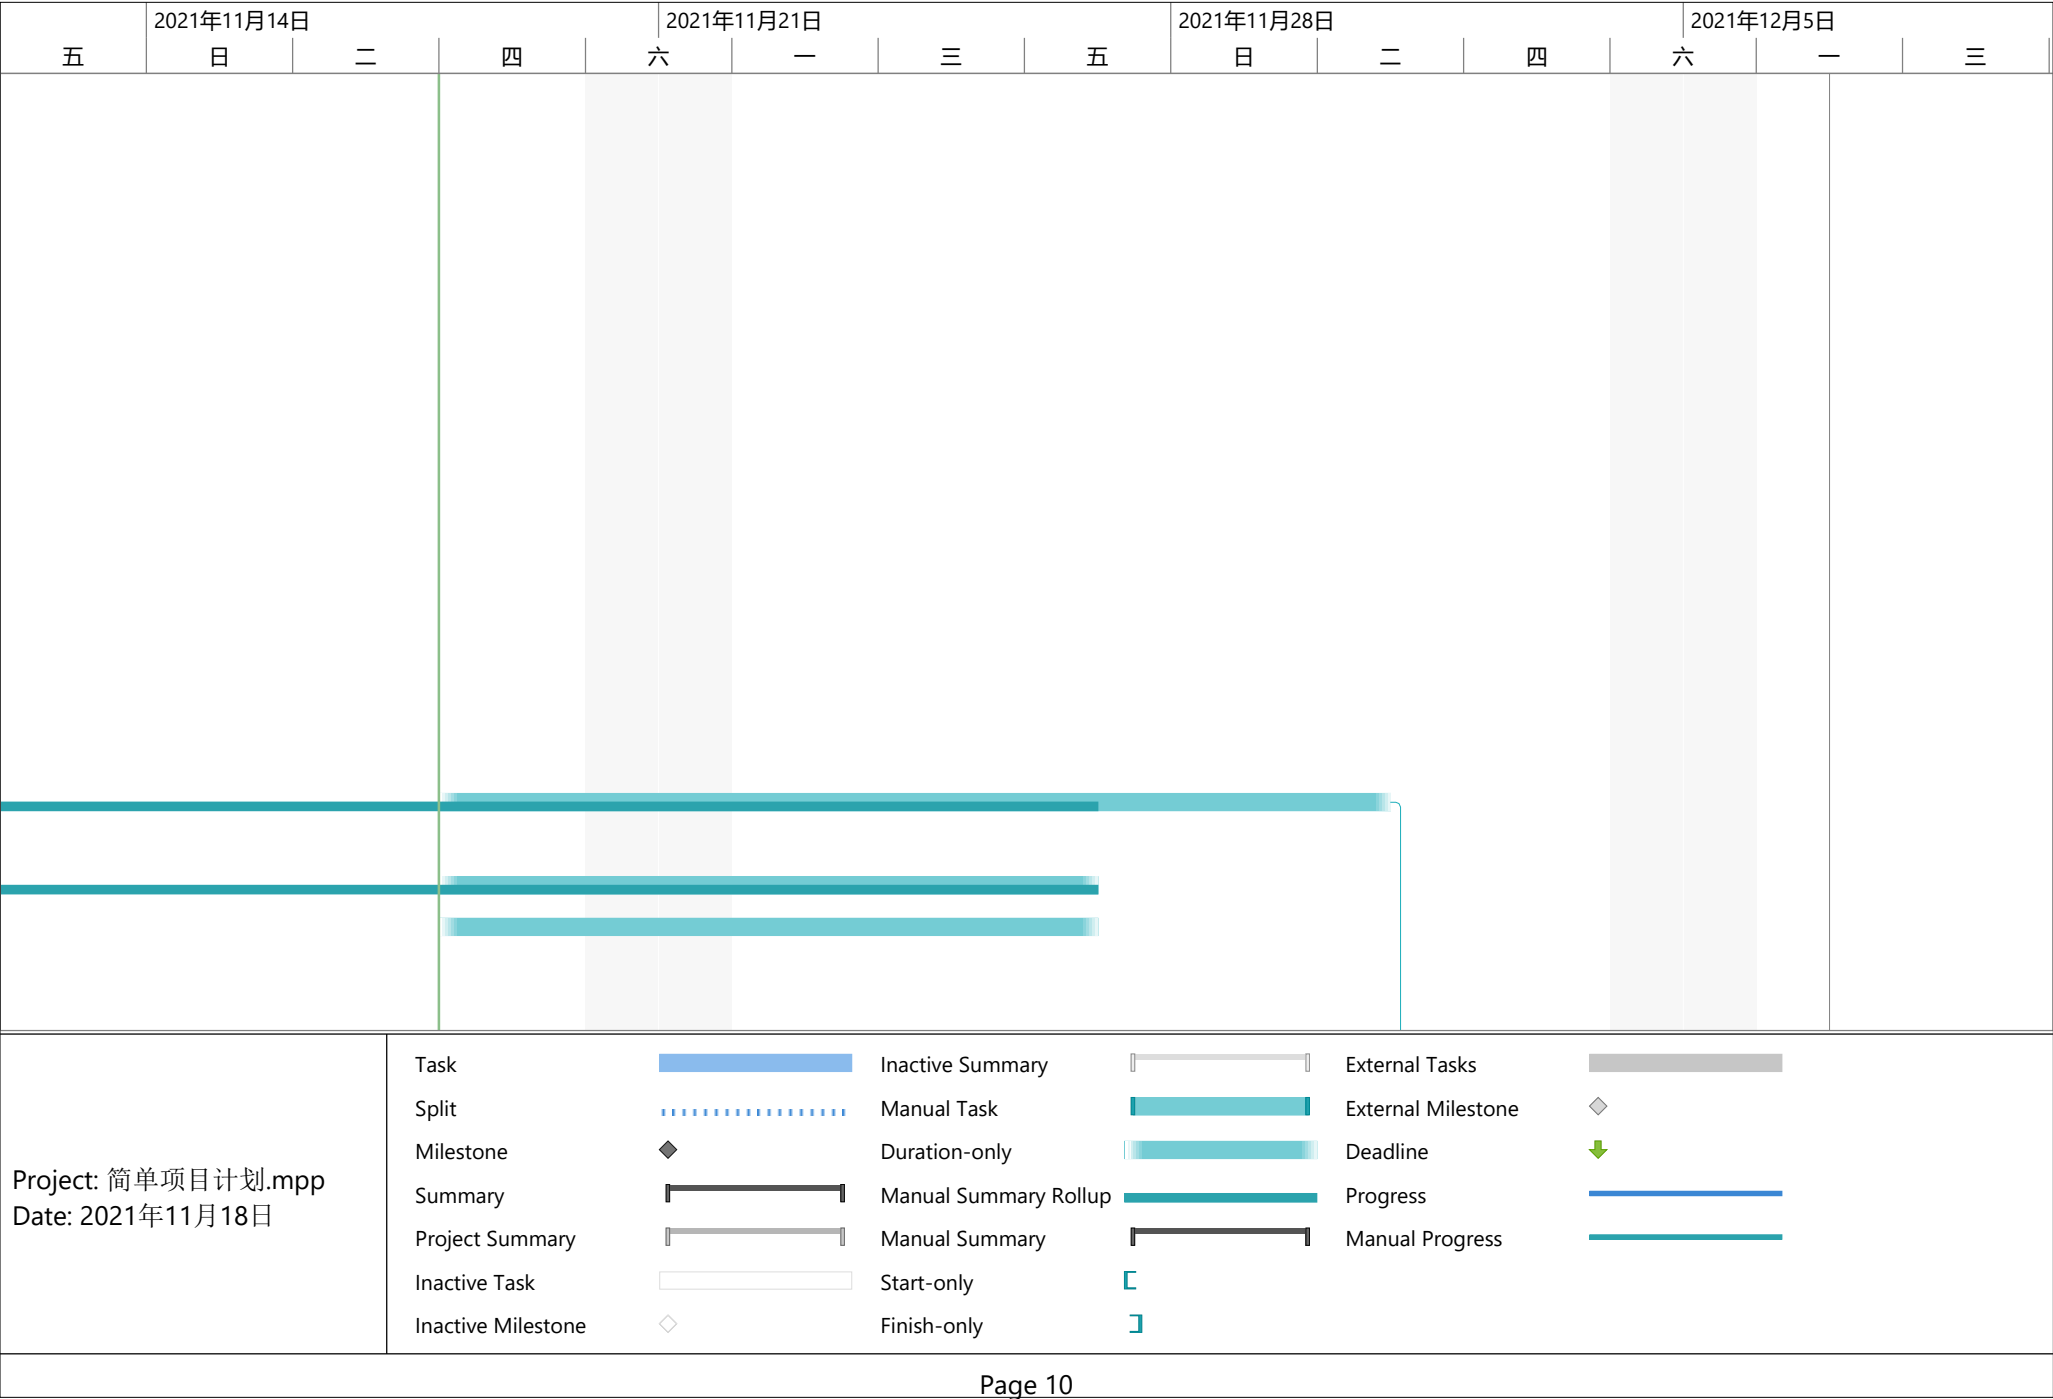 2021年11月14日 2021年11月21日 2021年11月28日 2021年12月5日
五 日 二 四 六 一 三 五 日 二 四 六 一 三
Project: 简单项目计划.mpp
Date: 2021年11月18日
Task Inactive Summary External Tasks
Split Manual Task External Milestone
Milestone Duration-only Deadline
Summary Manual Summary Rollup Progress
Project Summary Manual Summary Manual Progress
Inactive Task Start-only
Inactive Milestone Finish-only
Page 10